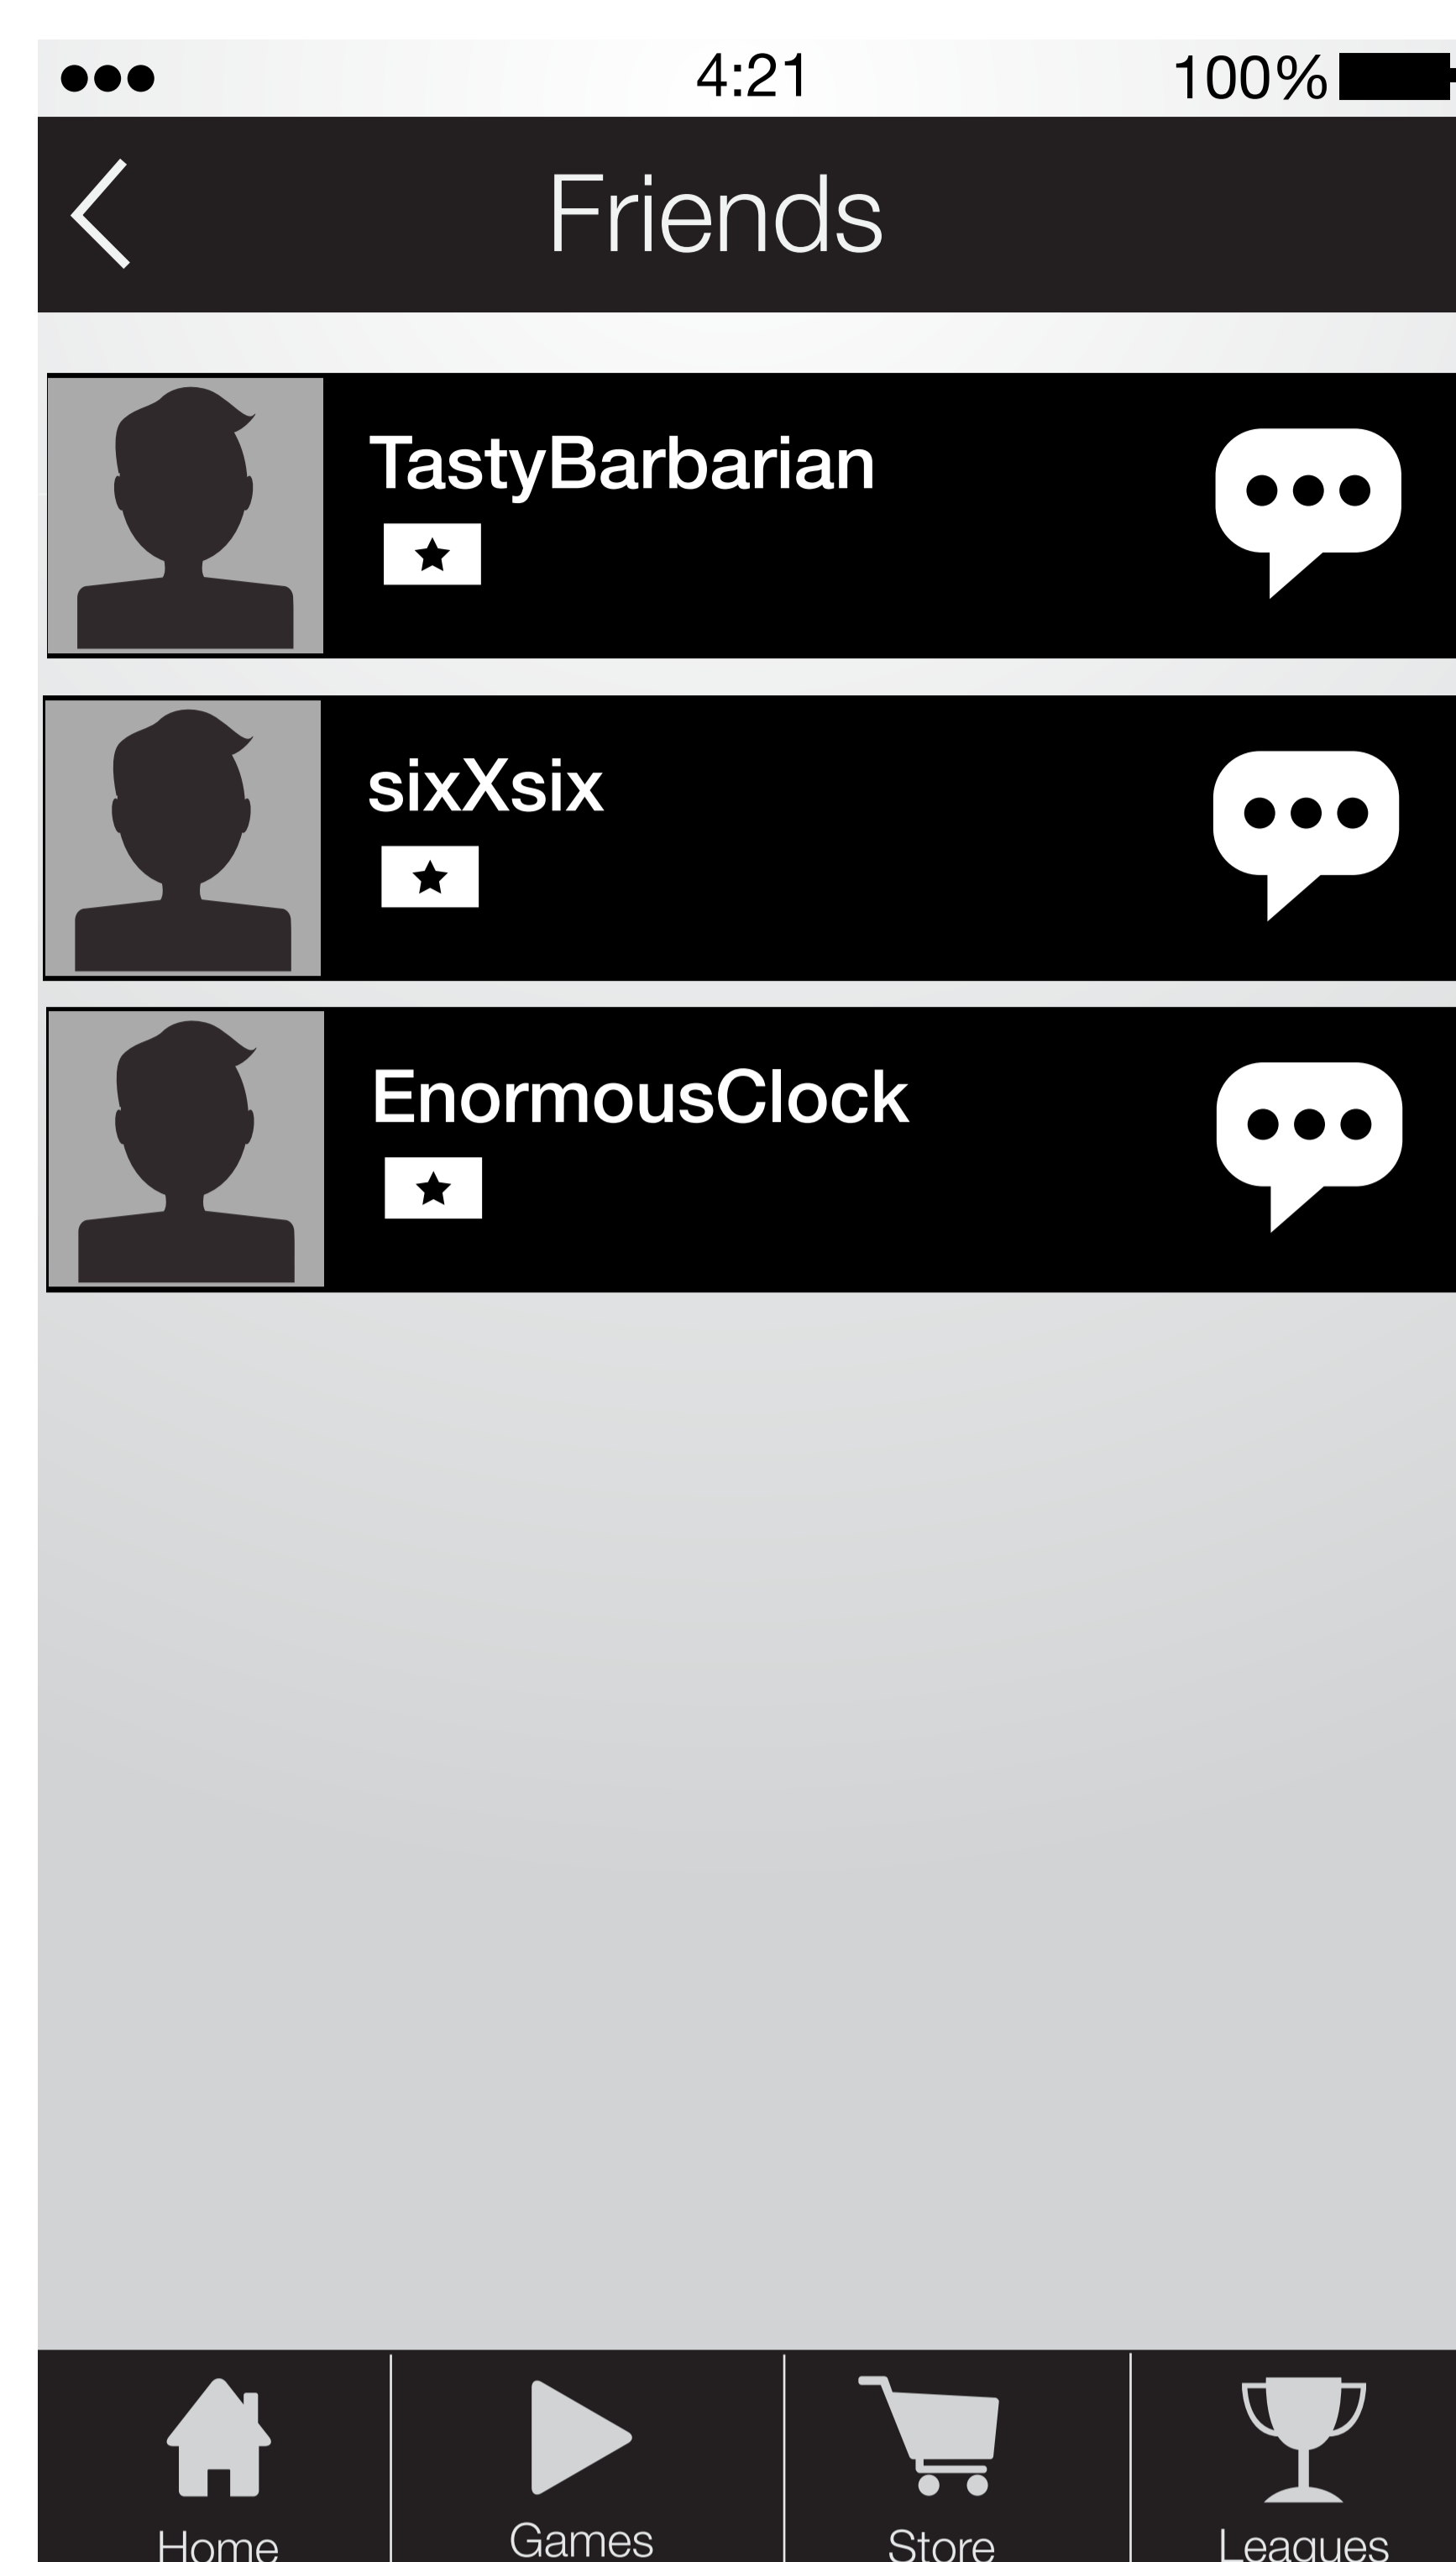 4:21 100%
Friends
TastyBarbarian
sixXsix
EnormousClock
Home Games Store Leagues